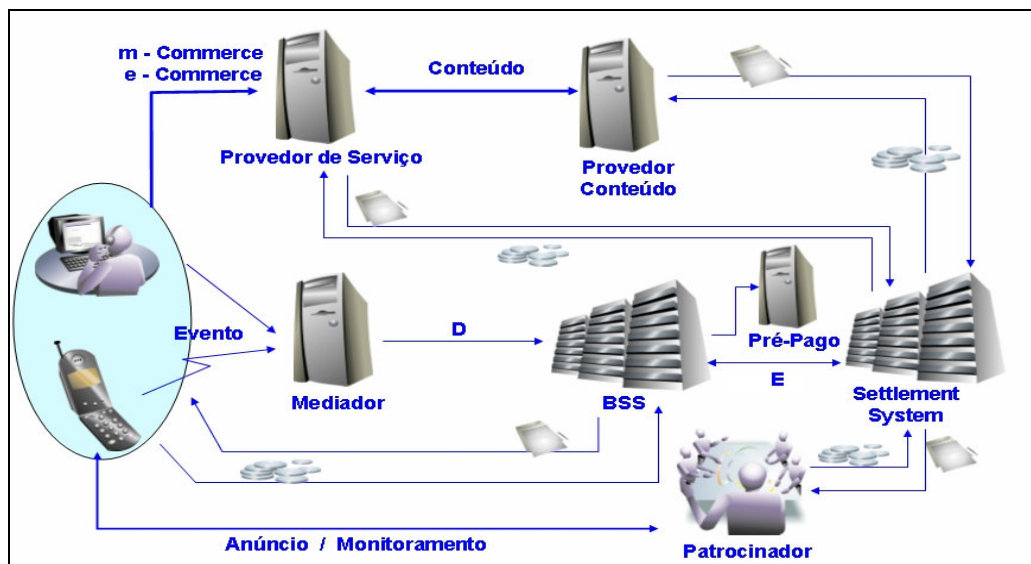 m - Commerce
e - Commerce
Conteúdo
Provedor de Serviço
Provedor
Conteúdo
Evento
D
Pré-Pago
Mediador
BSS
E
Settlement
System
Anúncio / Monitoramento
Patrocinador